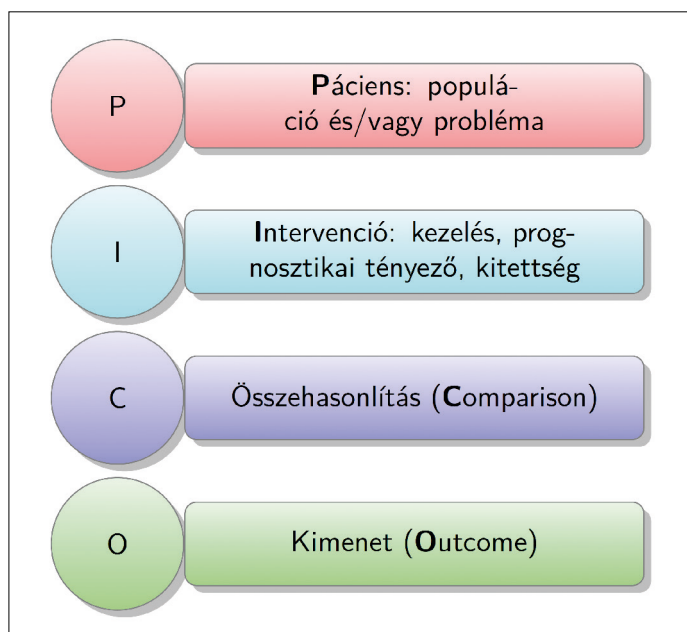 P
Páciens: populá-
ció és/vagy probléma
I
Intervenció: kezelés, prog-
nosztikai tényező, kitettség
C
Összehasonlítás (Comparison)
O
Kimenet (Outcome)